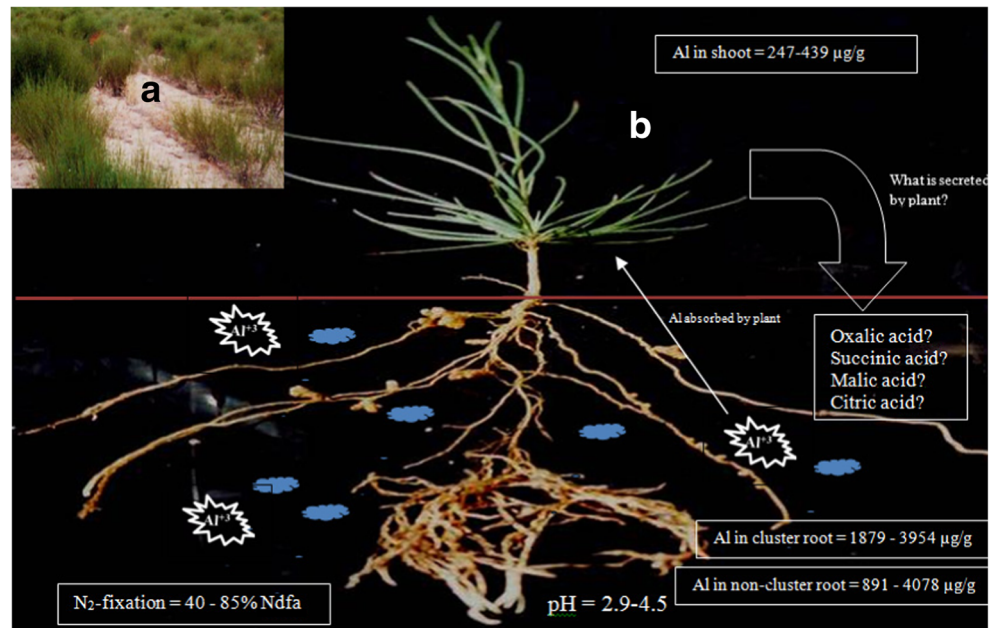 a
b
Al in shoot = 247-439 µg/g
What is secreted
by plant?
Al⁺³
Al absorbed by plant
Oxalic acid?
Succinic acid?
Malic acid?
Citric acid?
Al⁺³
Al⁺³
Al in cluster root = 1879 - 3954 µg/g
Al in non-cluster root = 891 - 4078 µg/g
N₂-fixation = 40 - 85% Ndfa
pH = 2.9-4.5